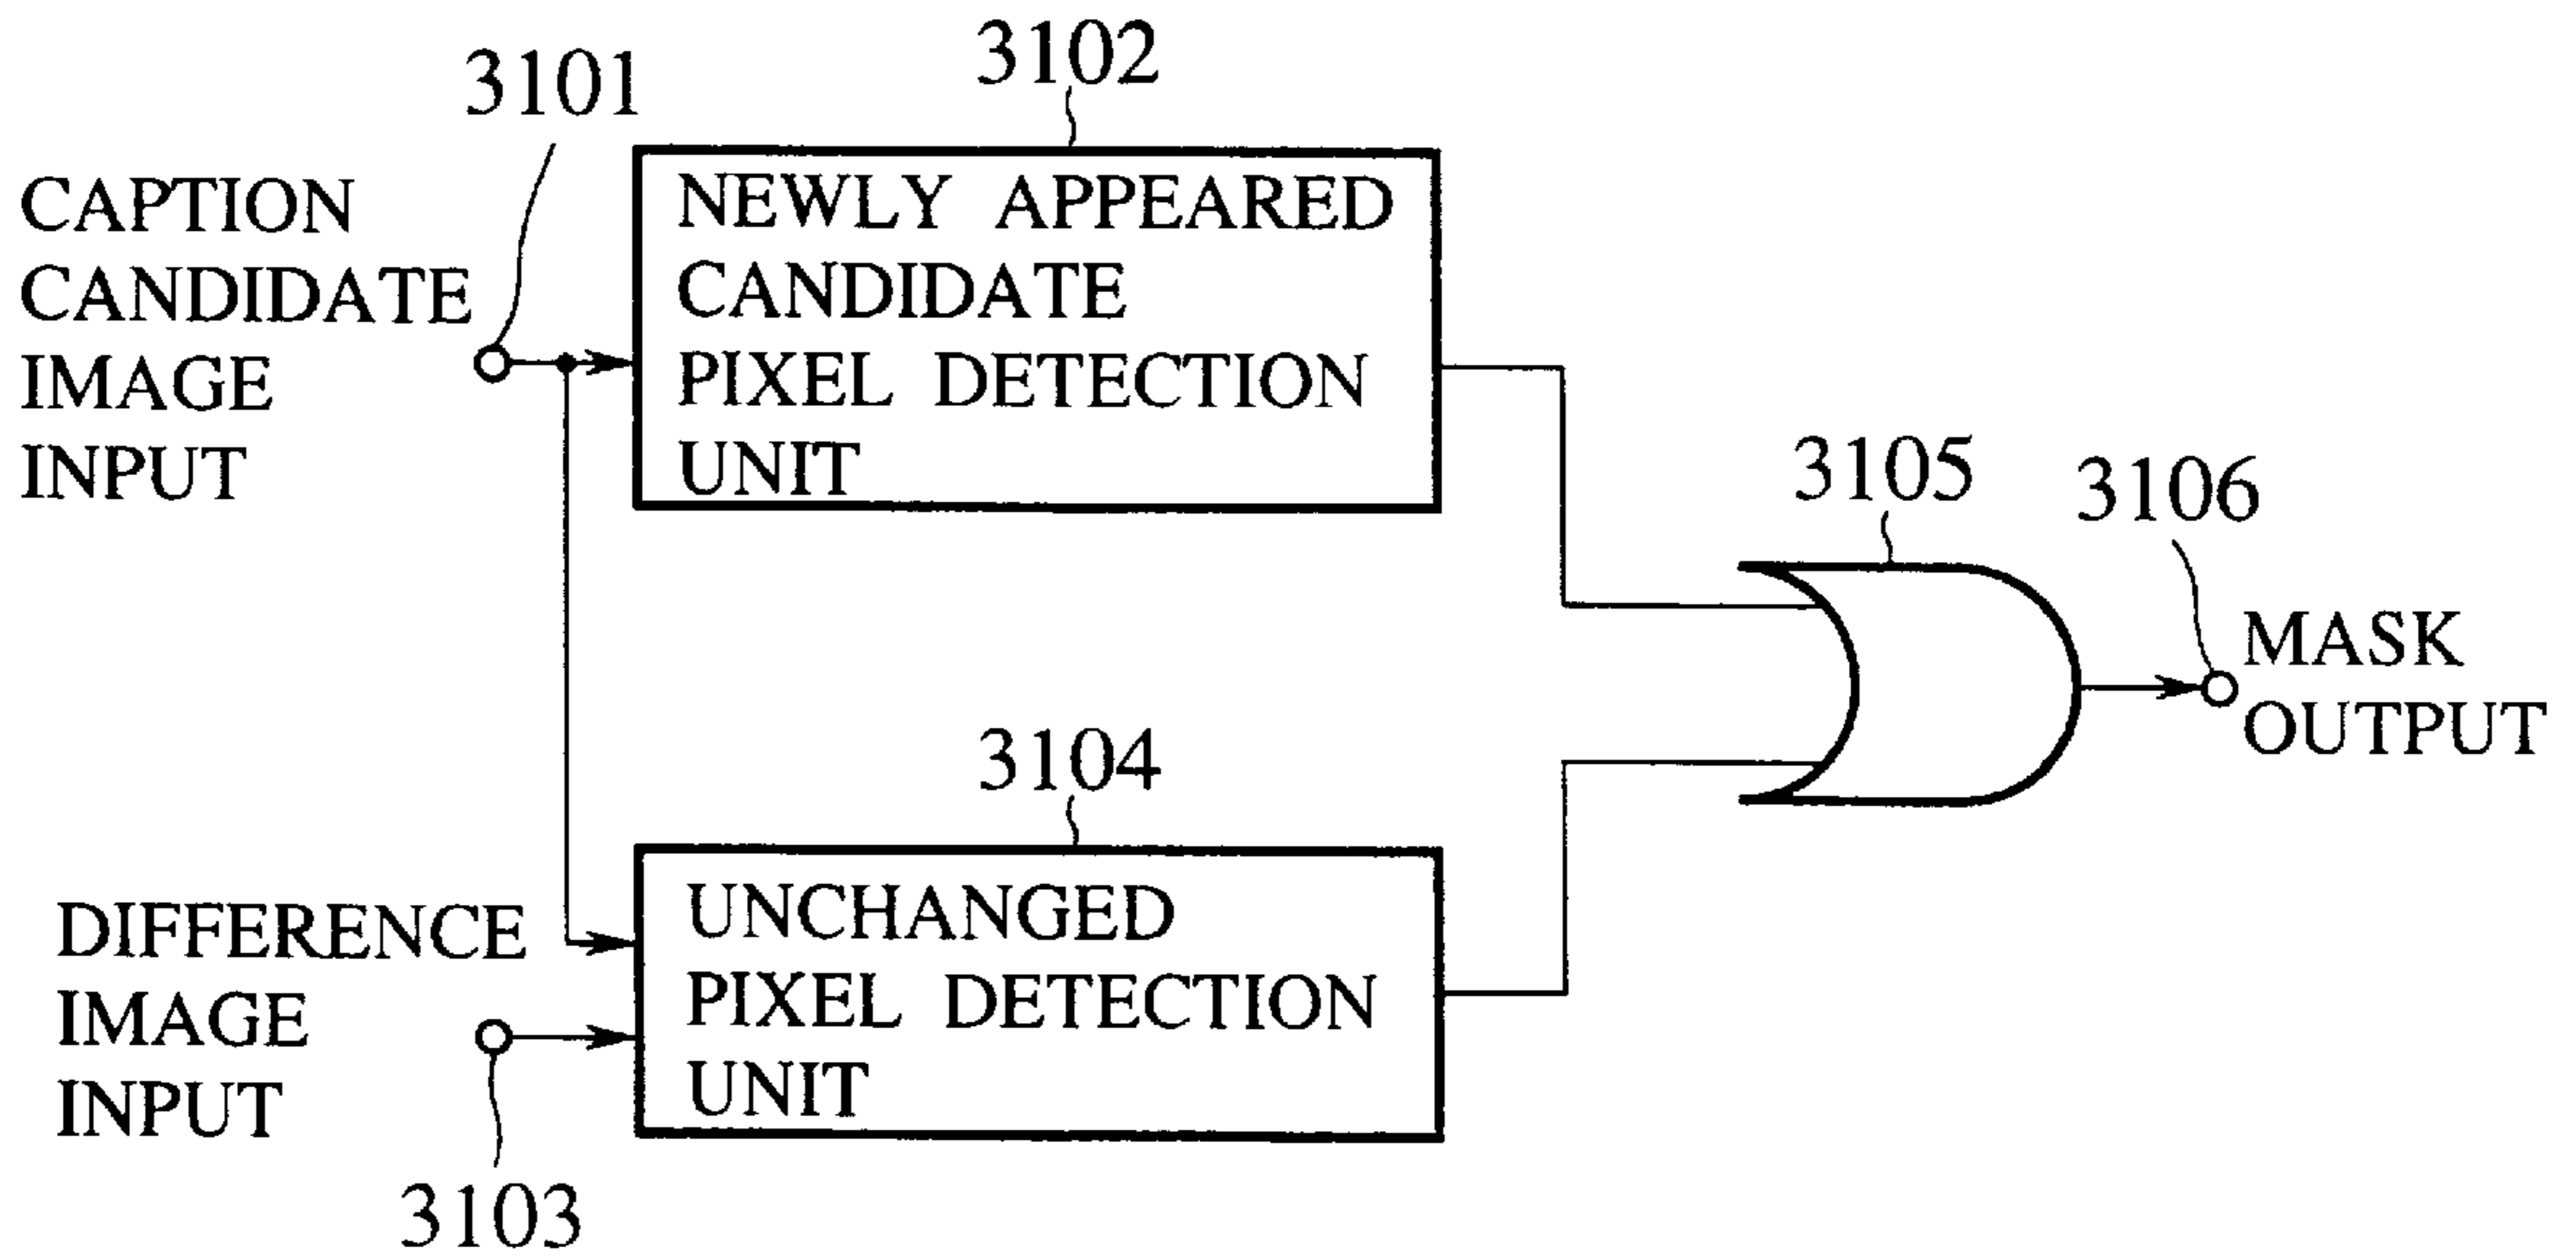 3101
3102
CAPTION
CANDIDATE
IMAGE
INPUT
NEWLY APPEARED
CANDIDATE
PIXEL DETECTION
UNIT
3105
3106
MASK
OUTPUT
3104
DIFFERENCE
IMAGE
INPUT
UNCHANGED
PIXEL DETECTION
UNIT
3103